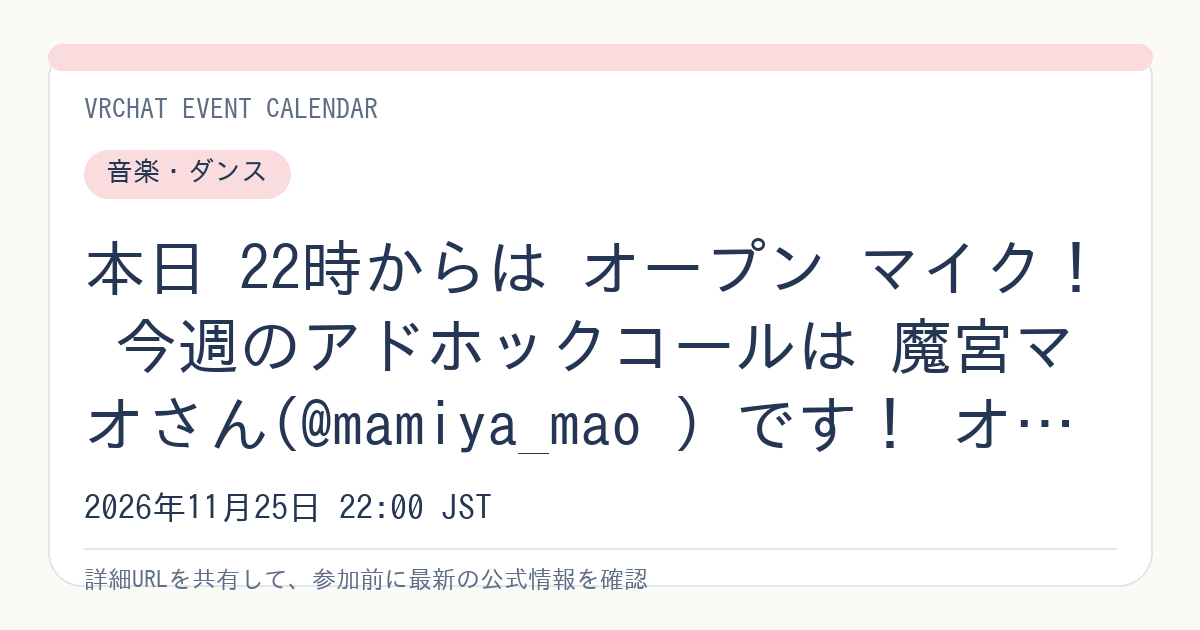 VRCHAT EVENT CALENDAR
音楽・ダンス
本日 22時からは オープン マイク!
今週のアドホックコールは 魔宮マ
オさん(@mamiya_mao ) です! オ…
2026年11月25日 22:00 JST
詳細URLを共有して、参加前に最新の公式情報を確認